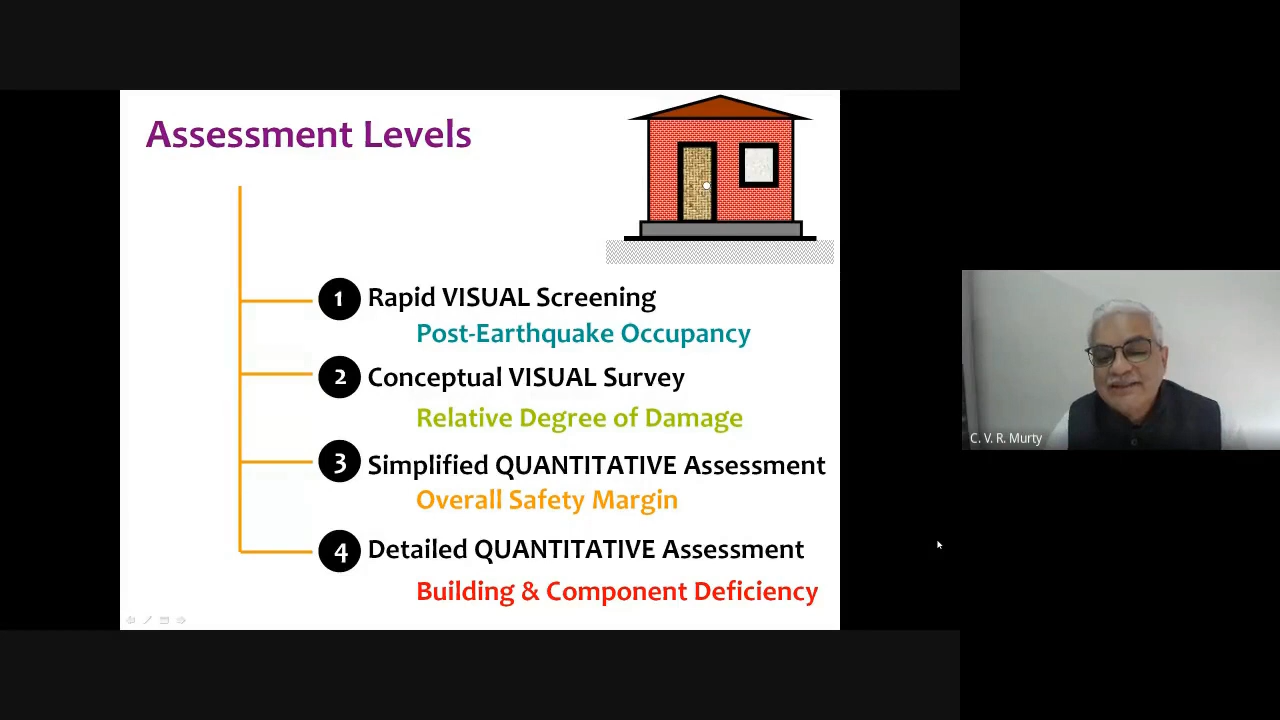 Assessment Levels
1 Rapid VISUAL Screening
Post-Earthquake Occupancy
2 Conceptual VISUAL Survey
Relative Degree of Damage
3 Simplified QUANTITATIVE Assessment
Overall Safety Margin
4 Detailed QUANTITATIVE Assessment
Building & Component Deficiency
C. V. R. Murty